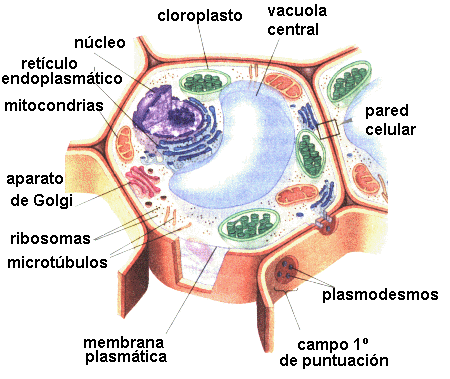 cloroplasto
vacuola
central
núcleo
retículo
endoplasmático
mitocondrias
pared
celular
aparato
de Golgi
ribosomas
microtúbulos
plasmodesmos
membrana
plasmática
campo 1º
de puntuación